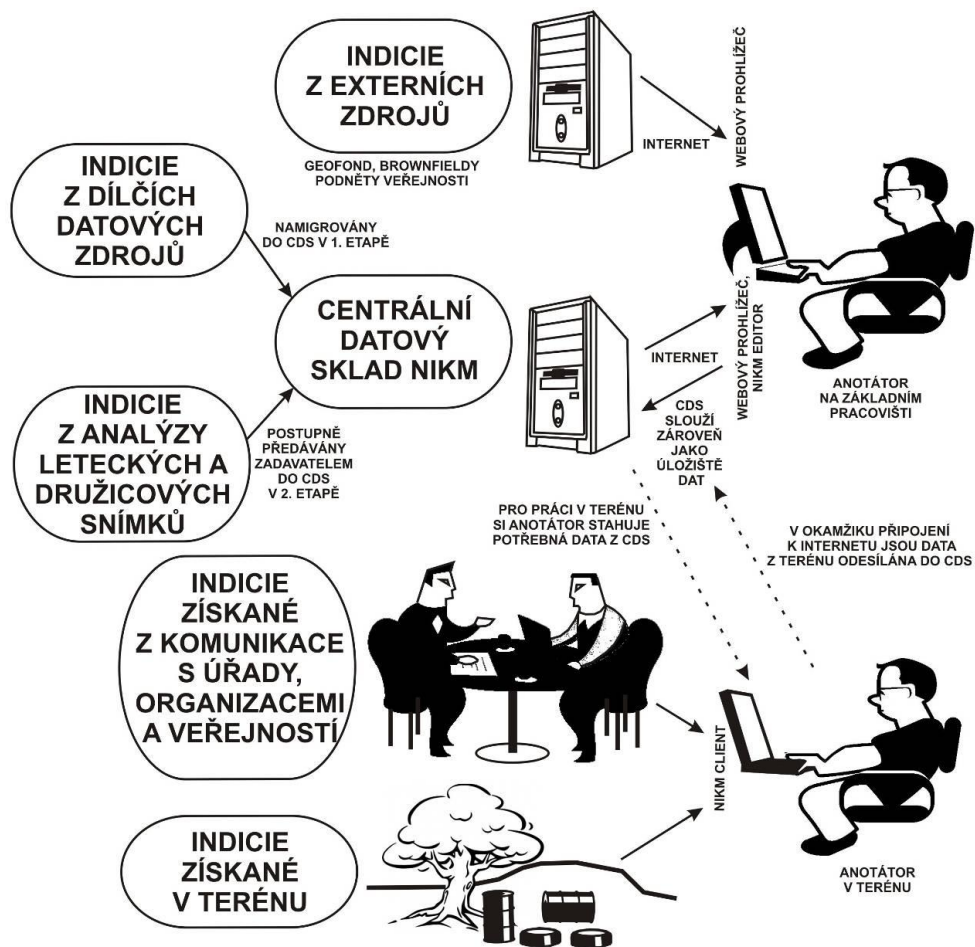 INDICIE
Z EXTERNÍCH
ZDROJŮ
GEOFOND, BROWNFIELDY
PODNĚTY VEŘEJNOSTI
INTERNET
WEBOVÝ PROHLÍŽEČ
INDICIE
Z DÍLČÍCH
DATOVÝCH
ZDROJŮ
NAMIGROVÁNY
DO CDS V 1. ETAPĚ
CENTRÁLNÍ
DATOVÝ
SKLAD NIKM
INTERNET
WEBOVÝ PROHLÍŽEČ,
NIKM EDITOR
ANOTÁTOR
NA ZÁKLADNÍM
PRACOVIŠTI
INDICIE
Z ANALÝZY
LETECKÝCH A
DRUŽICOVÝCH
SNÍMKŮ
POSTUPNĚ
PŘEDÁVÁNY
ZADAVATELEM
DO CDS
V 2. ETAPĚ
CDS
SLOUŽÍ
ZÁROVEŇ
JAKO
ÚLOŽIŠTĚ
DAT
PRO PRÁCI V TERÉNU
SI ANOTÁTOR STAHUJE
POTŘEBNÁ DATA Z CDS
V OKAMŽIKU PŘIPOJENÍ
K INTERNETU JSOU DATA
Z TERÉNU ODESÍLÁNA DO CDS
INDICIE
ZÍSKANÉ
Z KOMUNIKACE
S ÚŘADY,
ORGANIZACEMI
A VEŘEJNOSTÍ
NIKM CLIENT
INDICIE
ZÍSKANÉ
V TERÉNU
ANOTÁTOR
V TERÉNU